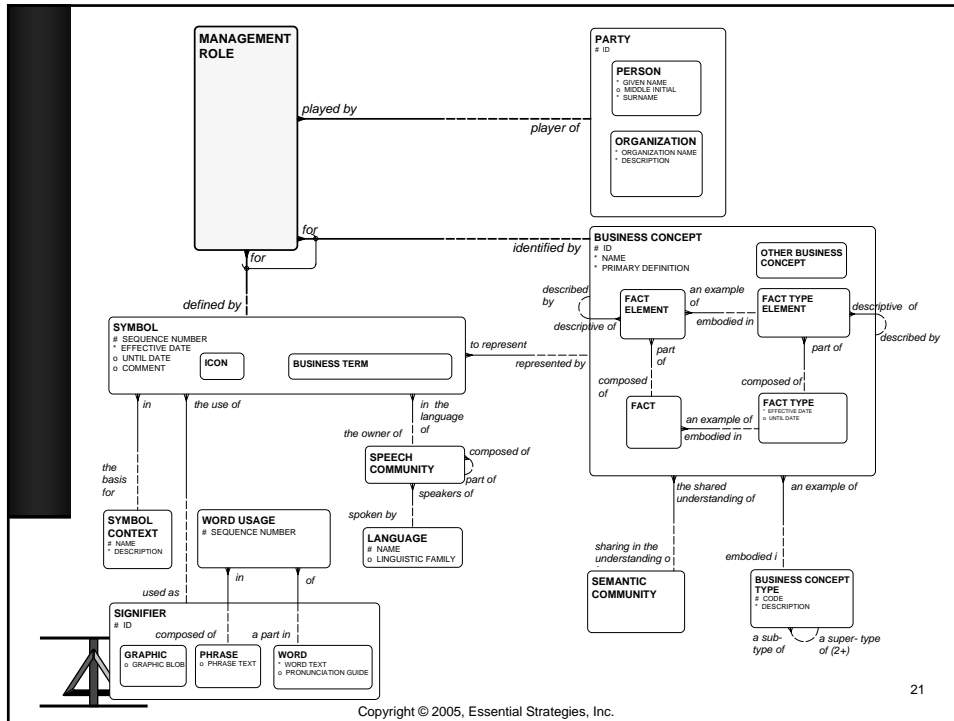 MANAGEMENT
ROLE
played by
player of
PARTY
# ID
PERSON
* GIVEN NAME
o MIDDLE INITIAL
* SURNAME
ORGANIZATION
* ORGANIZATION NAME
* DESCRIPTION
for
identified by
for
defined by
BUSINESS CONCEPT
# ID
* NAME
* PRIMARY DEFINITION
OTHER BUSINESS
CONCEPT
described
by
descriptive of
FACT
ELEMENT
an example
of
embodied in
FACT TYPE
ELEMENT
descriptive of
described by
part
of
composed
of
part of
composed of
FACT
an example of
embodied in
FACT TYPE
* EFFECTIVE DATE
o UNTIL DATE
SYMBOL
# SEQUENCE NUMBER
* EFFECTIVE DATE
o UNTIL DATE
o COMMENT
ICON
BUSINESS TERM
to represent
represented by
in
the use of
in the
language
of
the owner of
SPEECH
COMMUNITY
composed of
part of
speakers of
spoken by
LANGUAGE
# NAME
o LINGUISTIC FAMILY
the
basis
for
SYMBOL
CONTEXT
# NAME
* DESCRIPTION
WORD USAGE
# SEQUENCE NUMBER
in
of
used as
composed of
a part in
SIGNIFIER
# ID
GRAPHIC
o GRAPHIC BLOB
PHRASE
o PHRASE TEXT
WORD
* WORD TEXT
o PRONUNCIATION GUIDE
the shared
understanding of
sharing in the
understanding o
SEMANTIC
COMMUNITY
an example of
embodied i
BUSINESS CONCEPT
TYPE
# CODE
* DESCRIPTION
a sub-
type of
a super- type
of (2+)
21
Copyright © 2005, Essential Strategies, Inc.